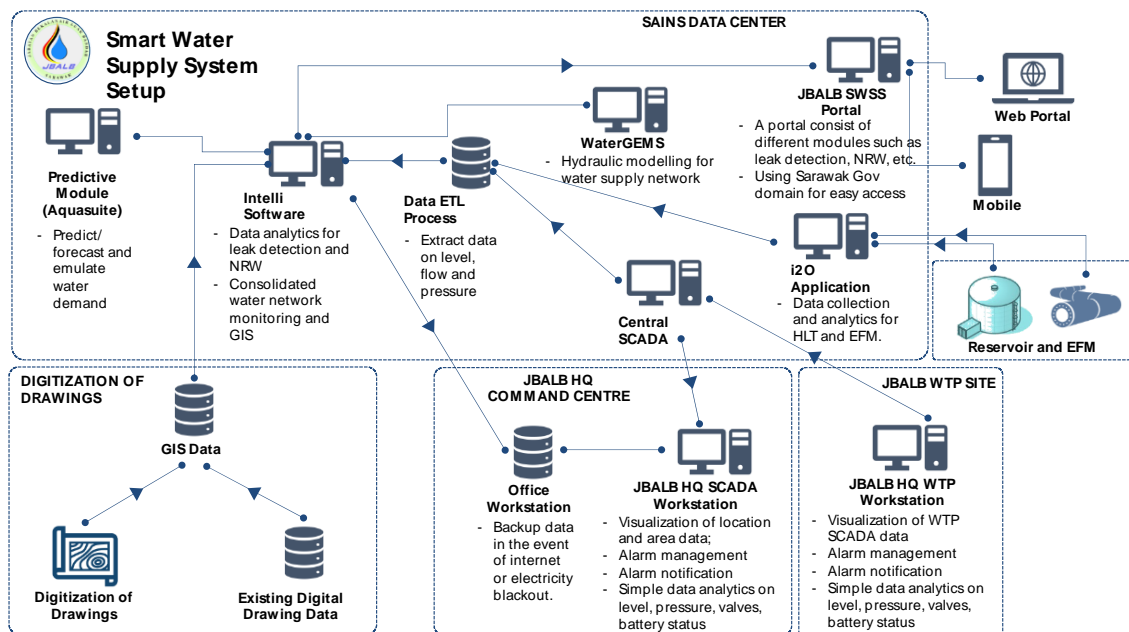 SAINS DATA CENTER
Smart Water
Supply System
Setup
JBALB
SARAWAK
JBALB SWSS
Portal
- A portal consist of
different modules such as
leak detection, NRW, etc.
- Using Sarawak Gov
domain for easy access
Web Portal
Mobile
WaterGEMS
- Hydraulic modelling for
water supply network
Predictive
Module
(Aquasuite)
- Predict/
forecast and
emulate
water
demand
Intelli
Software
- Data analytics for
leak detection and
NRW
- Consolidated
water network
monitoring and
GIS
Data ETL
Process
- Extract data
on level,
flow and
pressure
Central
SCADA
i2O
Application
- Data collection
and analytics for
HLT and EFM.
Reservoir and EFM
DIGITIZATION OF
DRAWINGS
GIS Data
Digitization of
Drawings
Existing Digital
Drawing Data
JBALB HQ
COMMAND CENTRE
Office
Workstation
- Backup data
in the event
of internet
or electricity
blackout.
JBALB HQ SCADA
Workstation
- Visualization of location
and area data;
- Alarm management
- Alarm notification
- Simple data analytics on
level, pressure, valves,
battery status
JBALB WTP SITE
JBALB HQ WTP
Workstation
- Visualization of WTP
SCADA data
- Alarm management
- Alarm notification
- Simple data analytics on
level, pressure, valves,
battery status